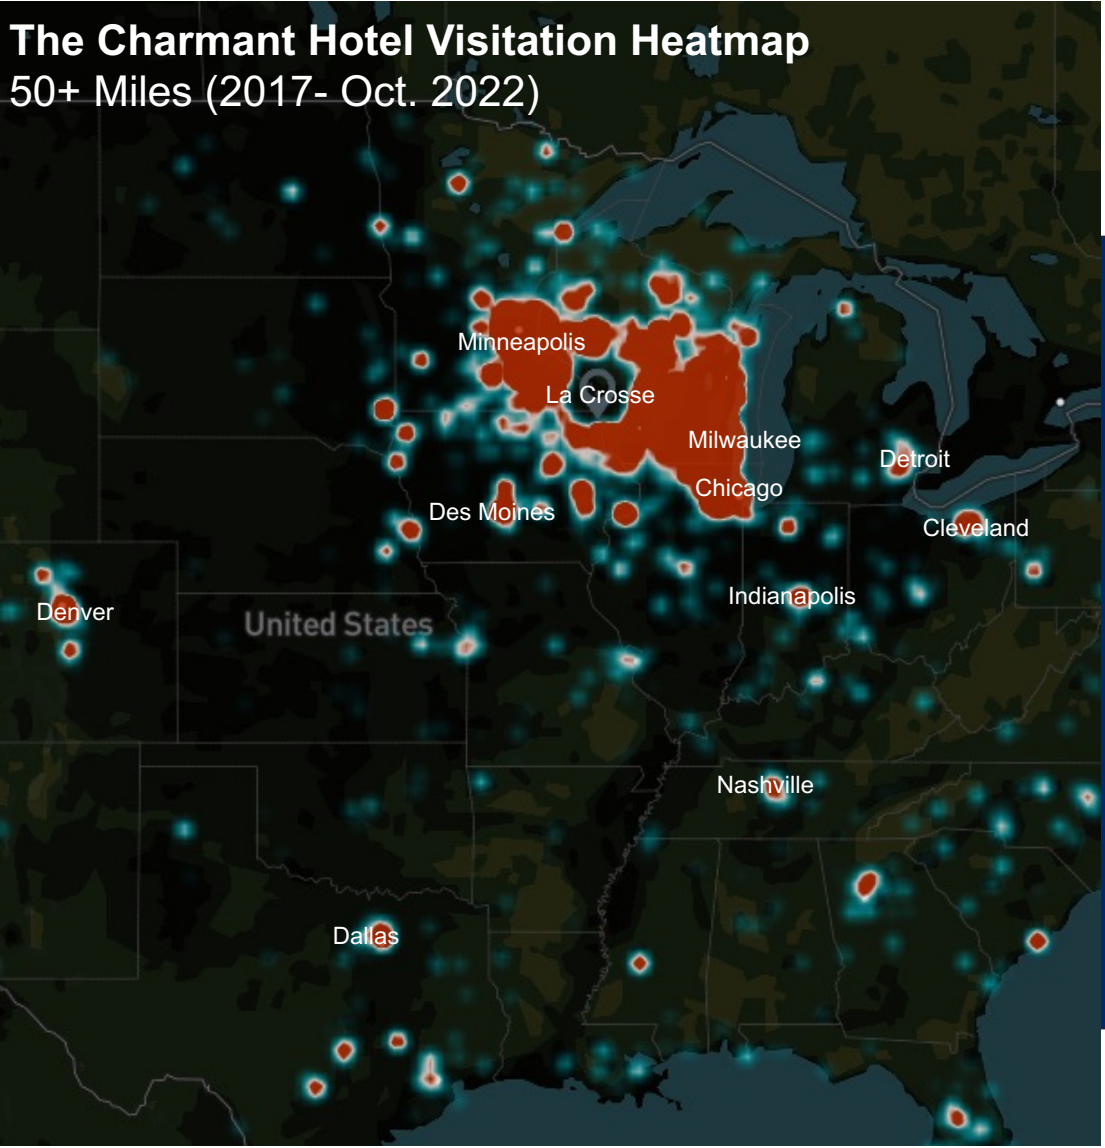 The Charmant Hotel Visitation Heatmap
50+ Miles (2017- Oct. 2022)
Minneapolis
La Crosse
Milwaukee
Detroit
Chicago
Des Moines
Cleveland
Indianapolis
Denver
United States
Nashville
Dallas